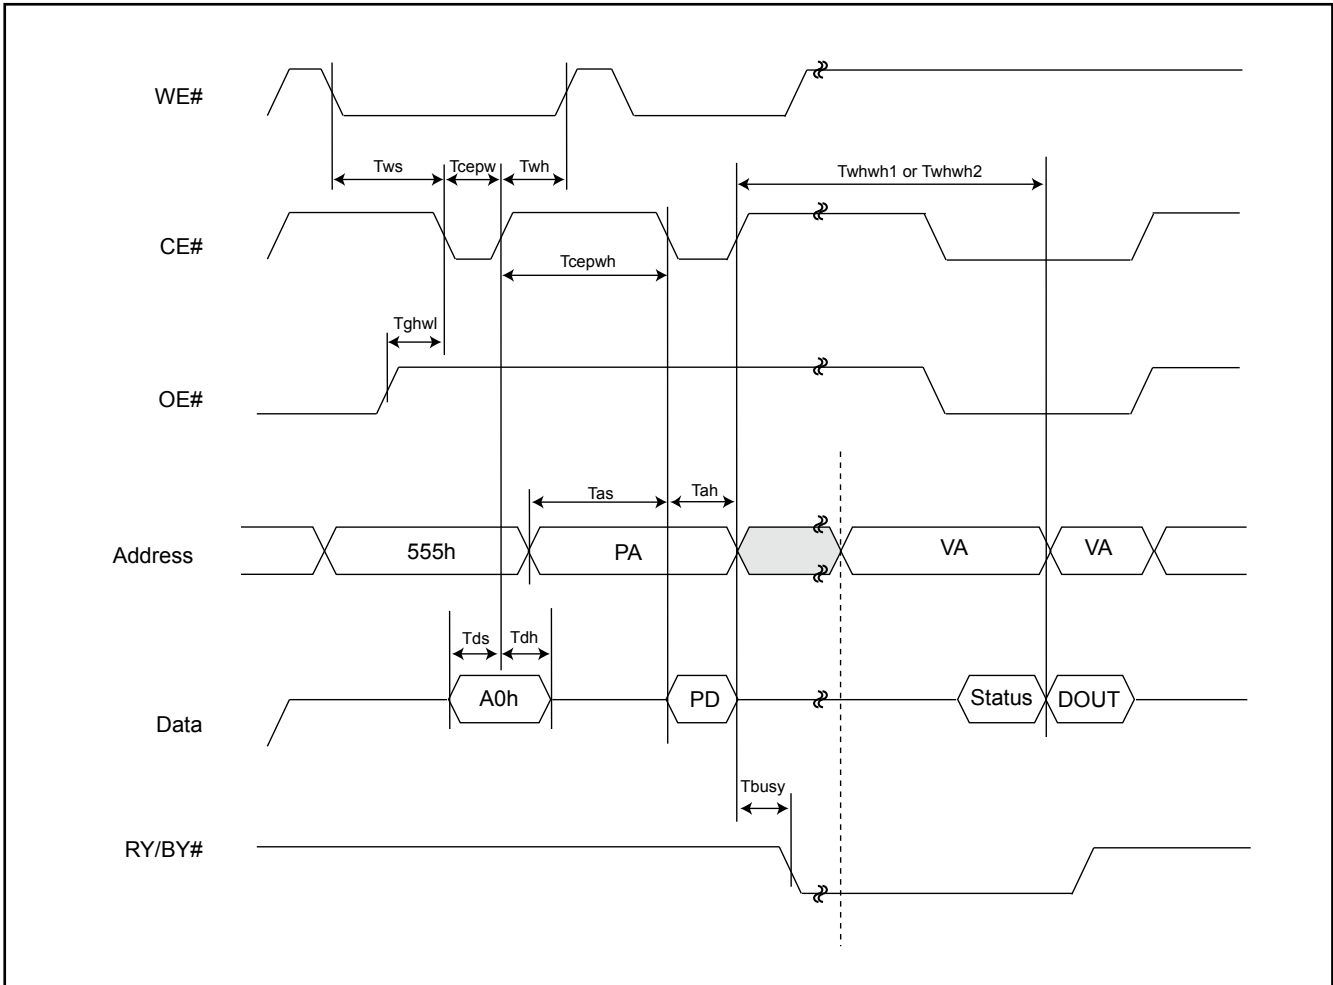 WE#
Tws
Tcepw
Twh
Twhwh1 or Twhwh2
CE#
Tcepwh
Tghwl
OE#
Tas
Tah
Address
555h
PA
VA
VA
Tds
Tdh
Data
A0h
PD
Status
DOUT
Tbusy
RY/BY#